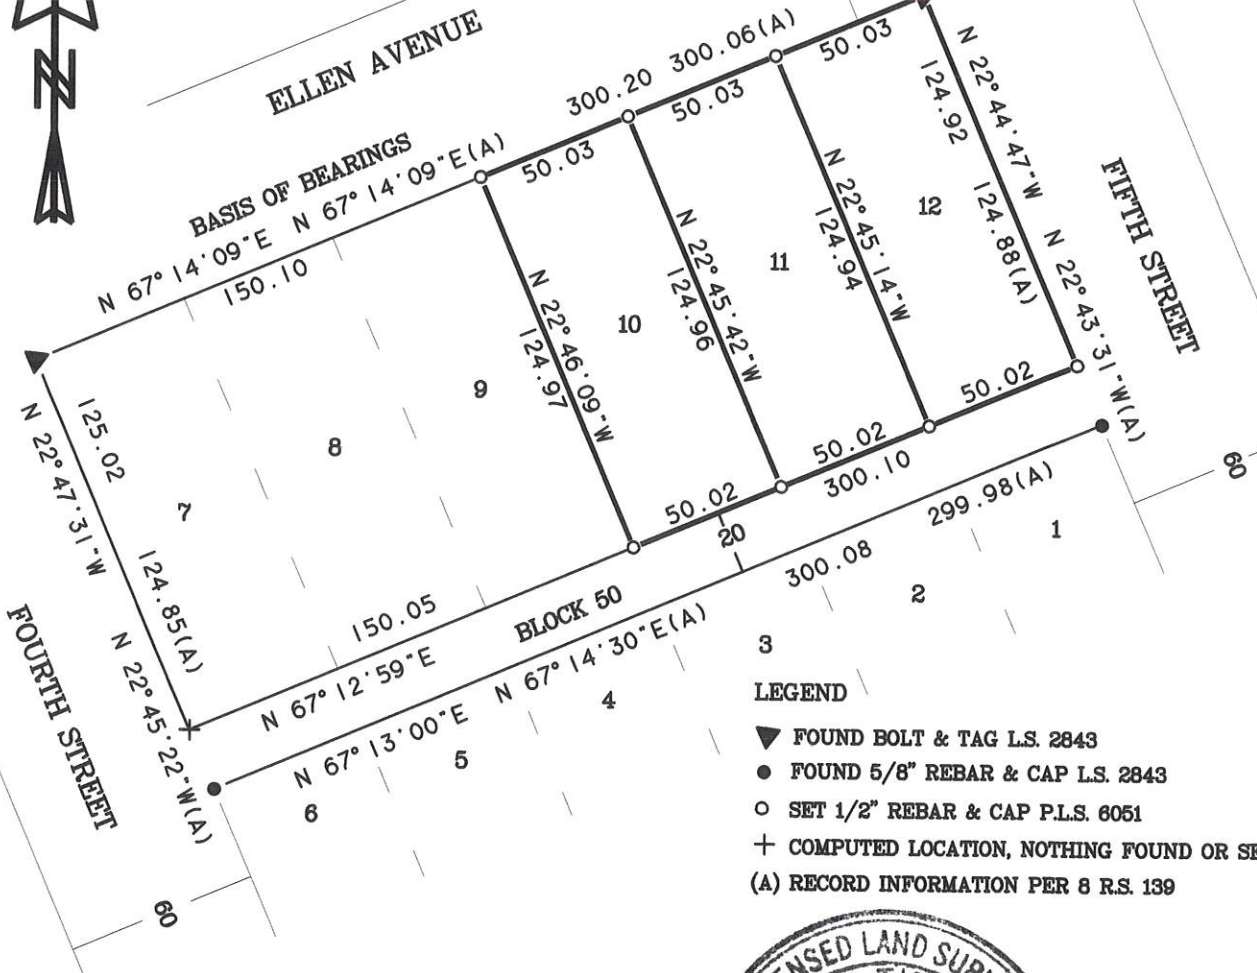 N
ELLEN AVENUE
BASIS OF BEARINGS
N 67° 14' 09" E
N 67° 14' 09" E (A)
300.20
300.06 (A)
150.10
50.03
50.03
50.03
N 22° 44' 47" W
124.92
124.88 (A)
N 22° 43' 31" W (A)
FIFTH STREET
60
N 22° 45' 14" W
124.94
N 22° 45' 42" W
124.96
N 22° 46' 09" W
124.97
125.02
N 22° 47' 31" W
124.85 (A)
N 22° 45' 22" W (A)
FOURTH STREET
60
7
8
9
10
11
12
150.05
50.02
50.02
50.02
300.10
N 67° 12' 59" E
BLOCK 50
20
N 67° 13' 00" E
N 67° 14' 30" E (A)
300.08
299.98 (A)
6
5
4
3
2
1
LEGEND
FOUND BOLT & TAG L.S. 2843
FOUND 5/8" REBAR & CAP L.S. 2843
SET 1/2" REBAR & CAP P.L.S. 6051
COMPUTED LOCATION, NOTHING FOUND OR SE
(A) RECORD INFORMATION PER 8 R.S. 139
ENSED LAND SUR